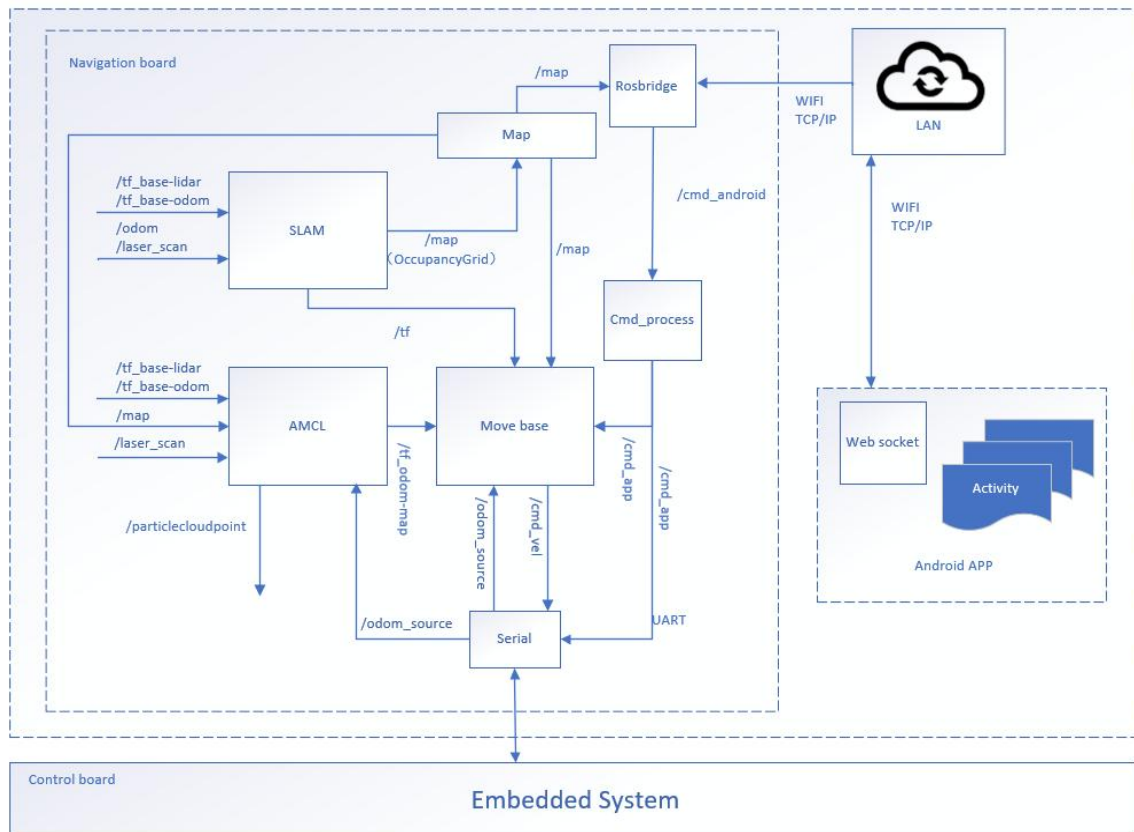 Navigation board
/map
Rosbridge
WIFI
TCP/IP
LAN
Map
/tf_base-lidar
/tf_base-odom
/odom
/laser_scan
SLAM
/map
（OccupancyGrid）
/map
/cmd_android
WIFI
TCP/IP
/tf
Cmd_process
/tf_base-lidar
/tf_base-odom
/map
/laser_scan
AMCL
/tf_odom-map
Move base
/cmd_app
/cmd_app
Web socket
Activity
Android APP
/particlecloudpoint
/odom_source
/cmd_vel
/odom_source
Serial
UART
Control board
Embedded System